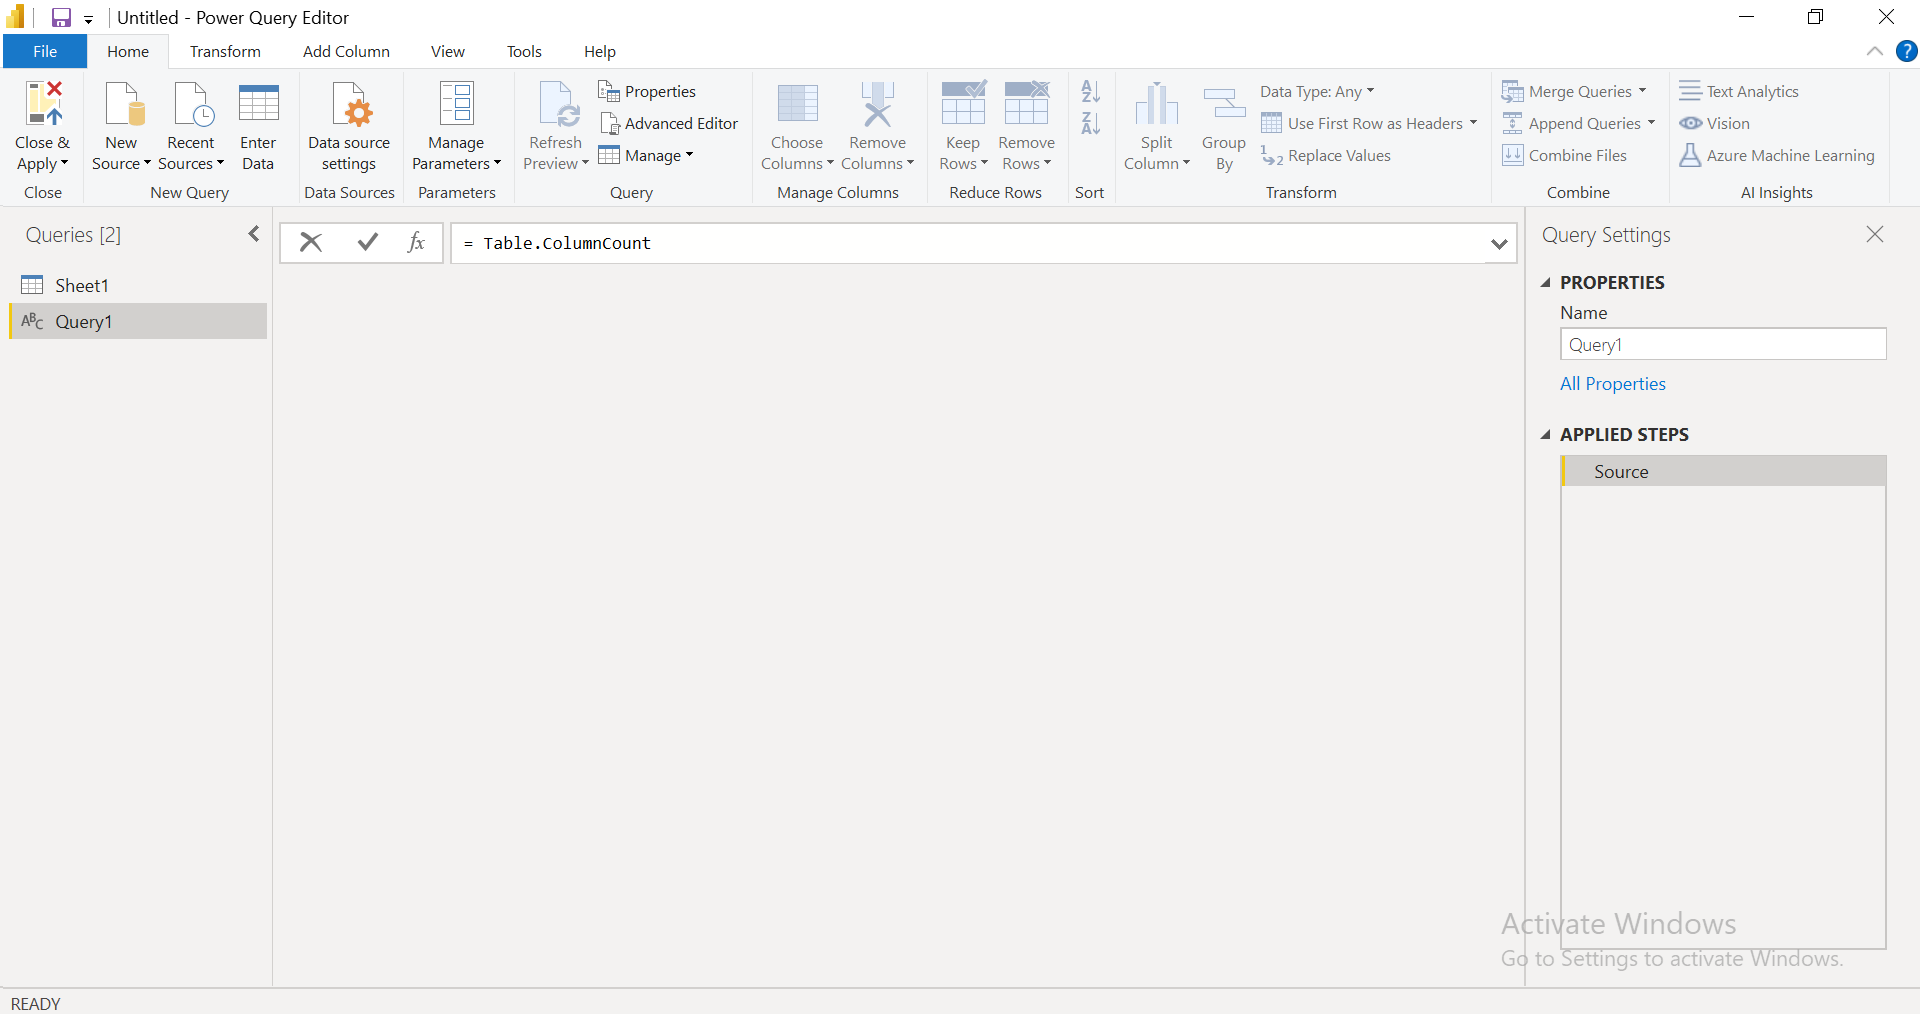 Untitled - Power Query Editor
File Home Transform Add Column View Tools Help
Close & Apply
Close
New Source
Recent Sources
Enter Data
New Query
Data source settings
Data Sources
Manage Parameters
Parameters
Refresh Preview
Properties
Advanced Editor
Manage
Query
Choose Columns
Remove Columns
Manage Columns
Keep Rows
Remove Rows
Reduce Rows
Sort
Split Column
Group By
Data Type: Any
Use First Row as Headers
Replace Values
Transform
Merge Queries
Append Queries
Combine Files
Combine
Text Analytics
Vision
Azure Machine Learning
AI Insights
Queries [2]
Sheet1
Query1
fx
= Table.ColumnCount
Query Settings
PROPERTIES
Name
Query1
All Properties
APPLIED STEPS
Source
Activate Windows
Go to Settings to activate Windows.
READY